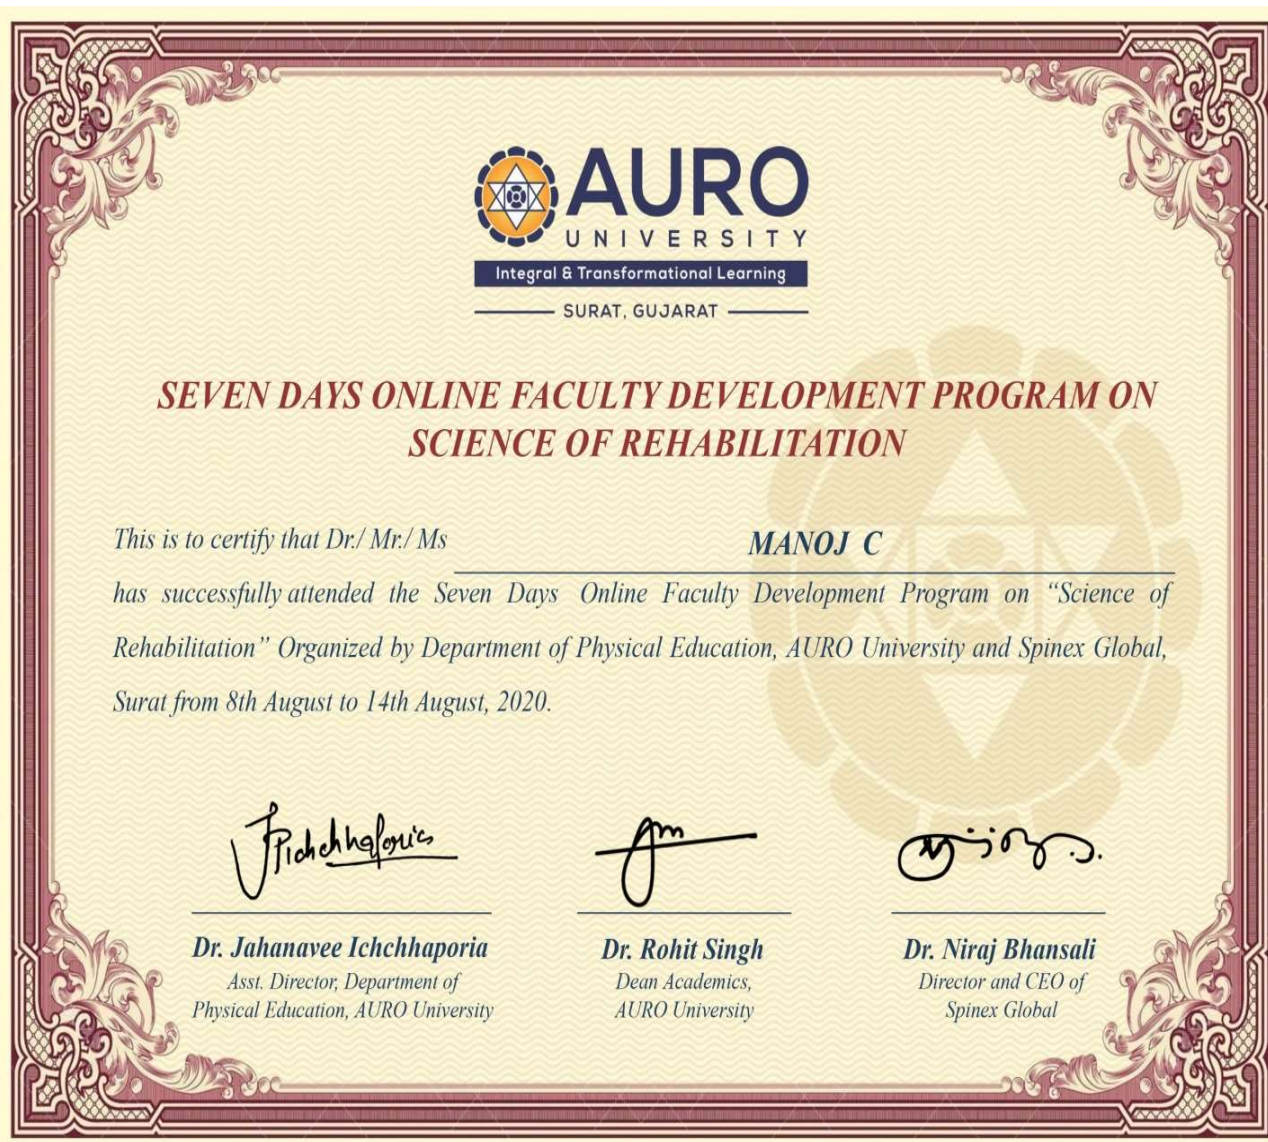 AURO
UNIVERSITY
Integral & Transformational Learning
SURAT, GUJARAT
SEVEN DAYS ONLINE FACULTY DEVELOPMENT PROGRAM ON
SCIENCE OF REHABILITATION
This is to certify that Dr./ Mr./ Ms MANOJ C
has successfully attended the Seven Days Online Faculty Development Program on “Science of
Rehabilitation” Organized by Department of Physical Education, AURO University and Spinex Global,
Surat from 8th August to 14th August, 2020.
Dr. Jahanavee Ichchhaporia
Asst. Director, Department of
Physical Education, AURO University
Dr. Rohit Singh
Dean Academics,
AURO University
Dr. Niraj Bhansali
Director and CEO of
Spinex Global